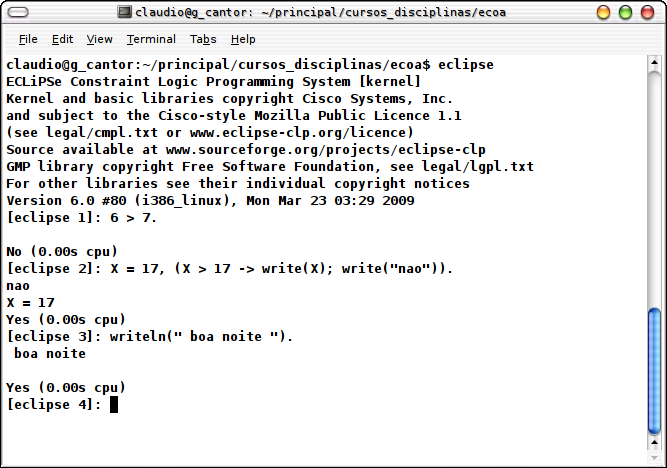 claudio@g_cantor: ~/principal/cursos_disciplinas/ecoa
File Edit View Terminal Tabs Help
claudio@g_cantor:~/principal/cursos_disciplinas/ecoa$ eclipse
ECLiPSe Constraint Logic Programming System [kernel]
Kernel and basic libraries copyright Cisco Systems, Inc.
and subject to the Cisco-style Mozilla Public Licence 1.1
(see legal/cmpl.txt or www.eclipse-clp.org/licence)
Source available at www.sourceforge.org/projects/eclipse-clp
GMP library copyright Free Software Foundation, see legal/lgpl.txt
For other libraries see their individual copyright notices
Version 6.0 #80 (i386_linux), Mon Mar 23 03:29 2009
[eclipse 1]: 6 > 7.
No (0.00s cpu)
[eclipse 2]: X = 17, (X > 17 -> write(X); write("nao")).
nao
X = 17
Yes (0.00s cpu)
[eclipse 3]: writeln(" boa noite ").
boa noite
Yes (0.00s cpu)
[eclipse 4]: